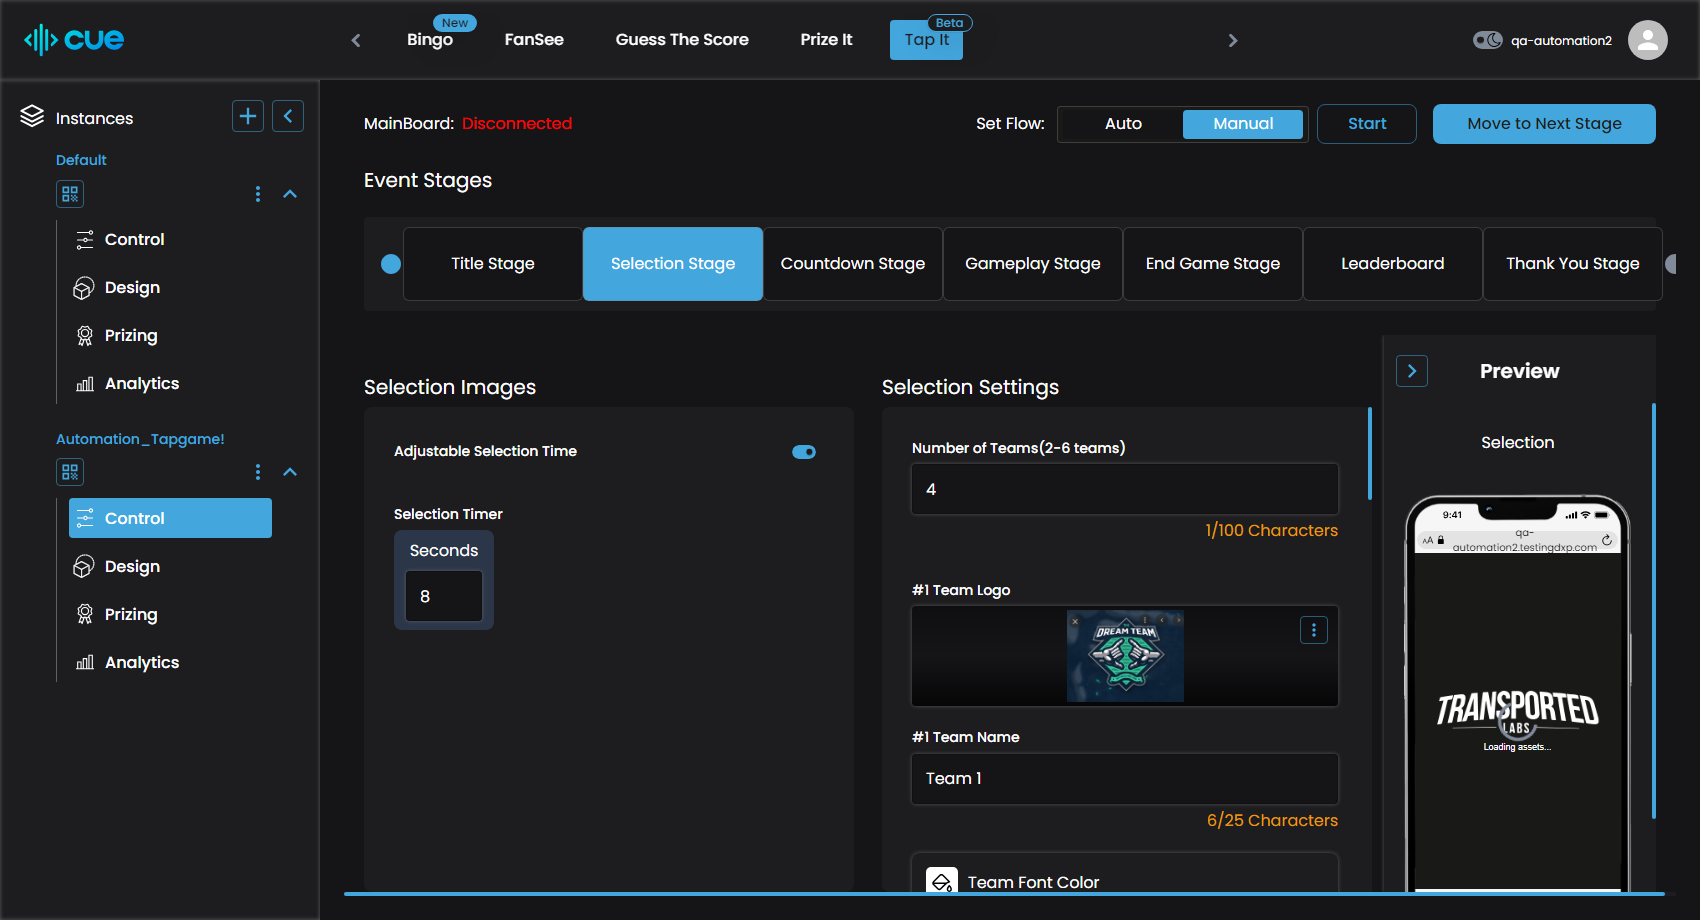 cue
New
Bingo
FanSee
Guess The Score
Prize It
Beta
Tap It
qa-automation2
Instances
Default
Control
Design
Prizing
Analytics
Automation_Tapgame!
Control
Design
Prizing
Analytics
MainBoard: Disconnected
Set Flow:
Auto
Manual
Start
Move to Next Stage
Event Stages
Title Stage
Selection Stage
Countdown Stage
Gameplay Stage
End Game Stage
Leaderboard
Thank You Stage
Selection Images
Adjustable Selection Time
Selection Timer
Seconds
8
Selection Settings
Number of Teams(2-6 teams)
4
1/100 Characters
#1 Team Logo
DREAM TEAM
#1 Team Name
Team 1
6/25 Characters
Team Font Color
Preview
Selection
9:41
AA
qa-
automation2.testingdxp.com
TRANSPORTED
LABS
Loading assets...